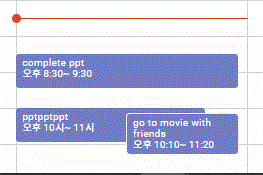 complete ppt
오후 8:30~ 9:30
pptpptppt
오후 10시~ 11시
go to movie with
friends
오후 10:10~ 11:20